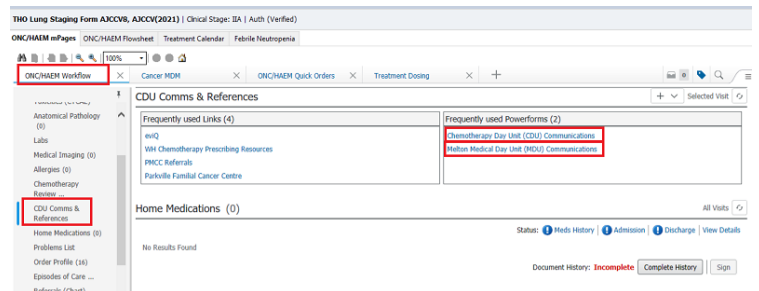 THO Lung Staging Form AJCCV8, AJCCV(2021) | Clinical Stage: IIA | Auth (Verified)
ONC/HAEM mPages ONC/HAEM Flowsheet Treatment Calendar Febrile Neutropenia
100%
ONC/HAEM Workflow Cancer MDM ONC/HAEM Quick Orders Treatment Dosing
Anatomical Pathology
(0)
Labs
Medical Imaging (0)
Allergies (0)
Chemotherapy
Review ...
CDU Comms &
References
Home Medications (0)
Problems List
Order Profile (16)
Episodes of Care ...
Referrals (Chart)
CDU Comms & References
Selected Visit
Frequently used Links (4)
eviQ
WH Chemotherapy Prescribing Resources
PMCC Referrals
Parkville Familial Cancer Centre
Frequently used Powerforms (2)
Chemotherapy Day Unit (CDU) Communications
Melton Medical Day Unit (MDU) Communications
Home Medications (0)
All Visits
Status: Meds History | Admission | Discharge | View Details
No Results Found
Document History: Incomplete Complete History Sign